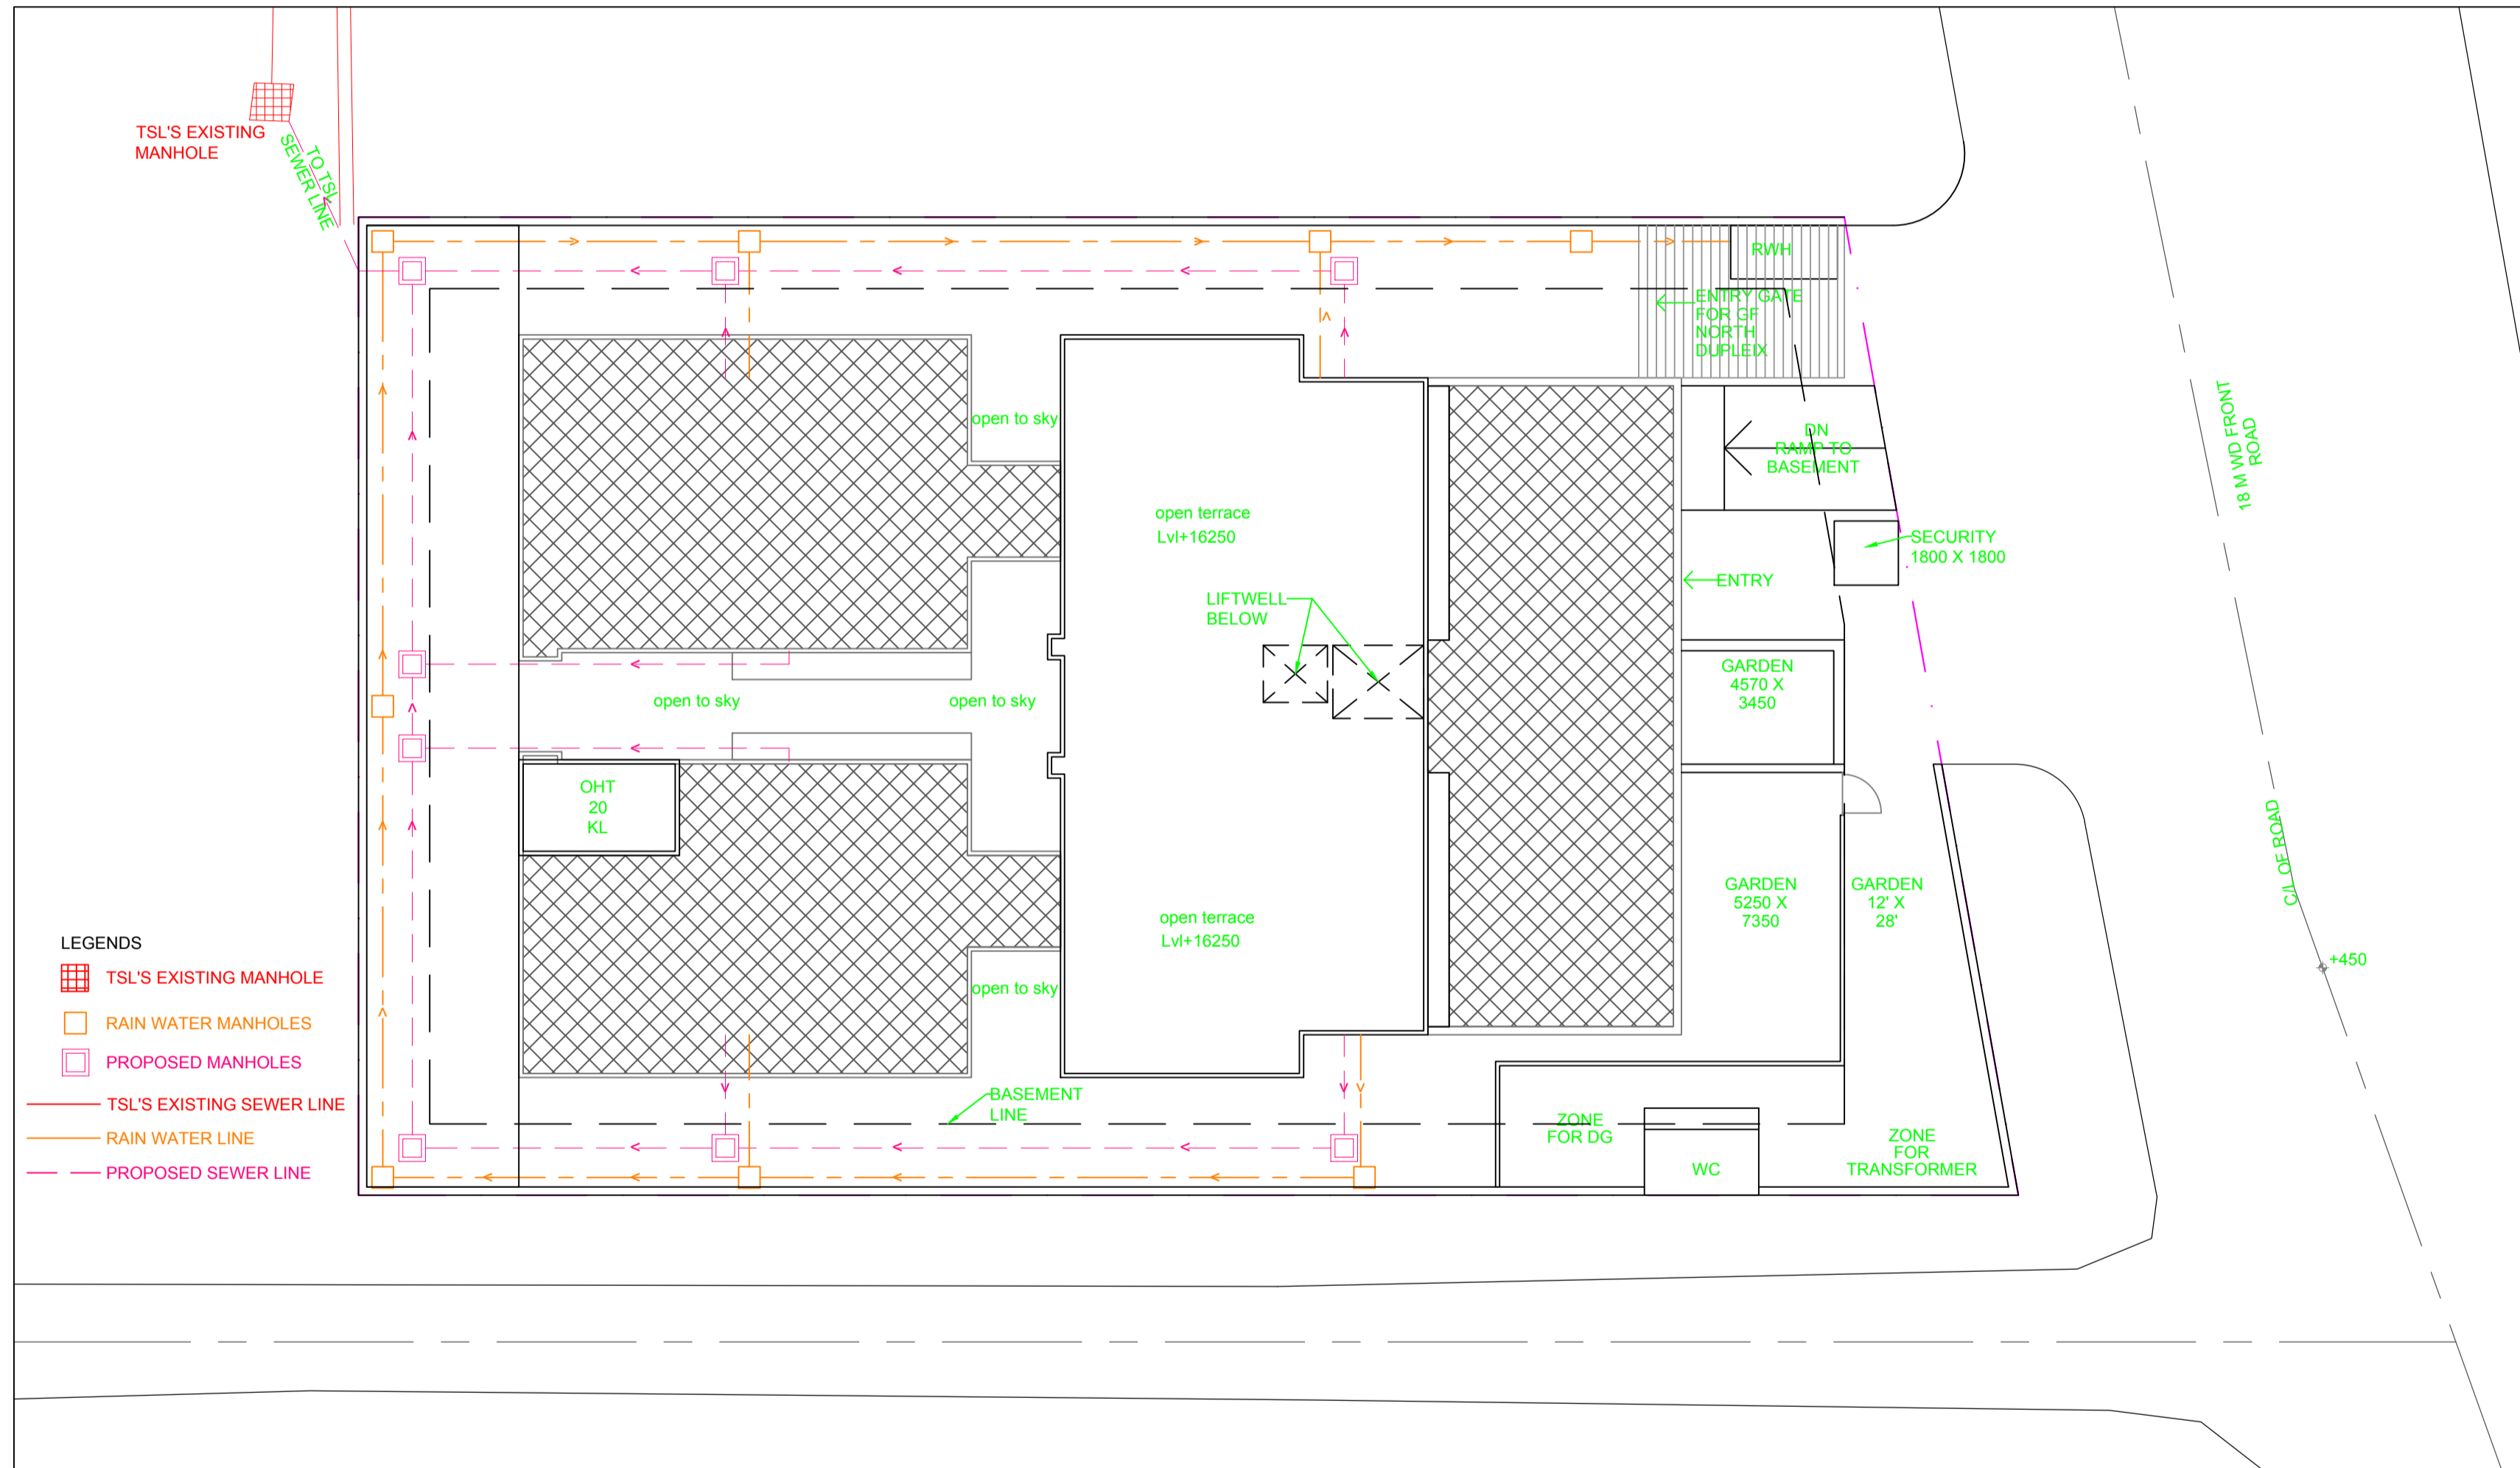 TSL'S EXISTING
MANHOLE
TO TSL
SEWER LINE
RWH
ENTRY GATE
FOR GF
NORTH
DUPLEIX
open to sky
DN
RAMP TO
BASEMENT
18 M WD FRONT
ROAD
open terrace
Lvl+16250
SECURITY
1800 X 1800
ENTRY
LIFTWELL
BELOW
GARDEN
4570 X
3450
open to sky
open to sky
OHT
20
KL
C/L OF ROAD
GARDEN
5250 X
7350
GARDEN
12' X
28'
open terrace
Lvl+16250
+450
open to sky
LEGENDS
TSL'S EXISTING MANHOLE
RAIN WATER MANHOLES
PROPOSED MANHOLES
TSL'S EXISTING SEWER LINE
RAIN WATER LINE
PROPOSED SEWER LINE
BASEMENT
LINE
ZONE
FOR DG
WC
ZONE
FOR
TRANSFORMER